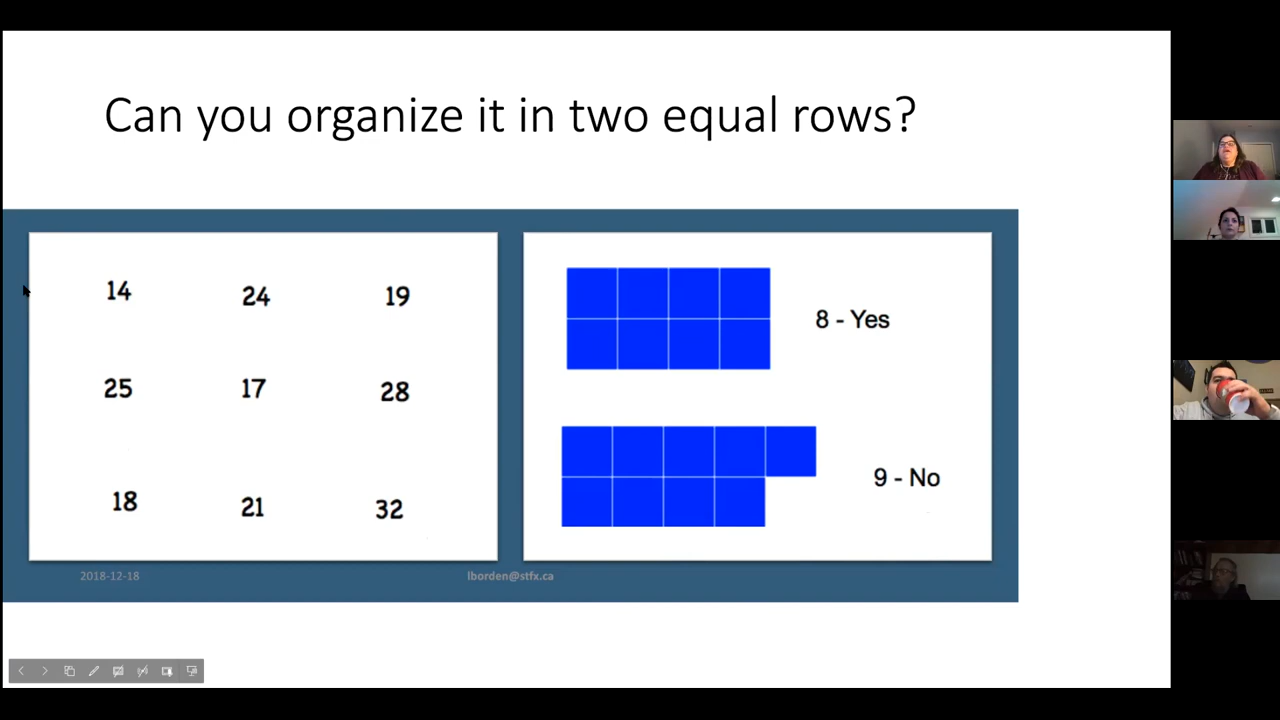 Can you organize it in two equal rows?
14 24 19
25 17 28
18 21 32
8 - Yes
9 - No
2018-12-18
lborden@stfx.ca